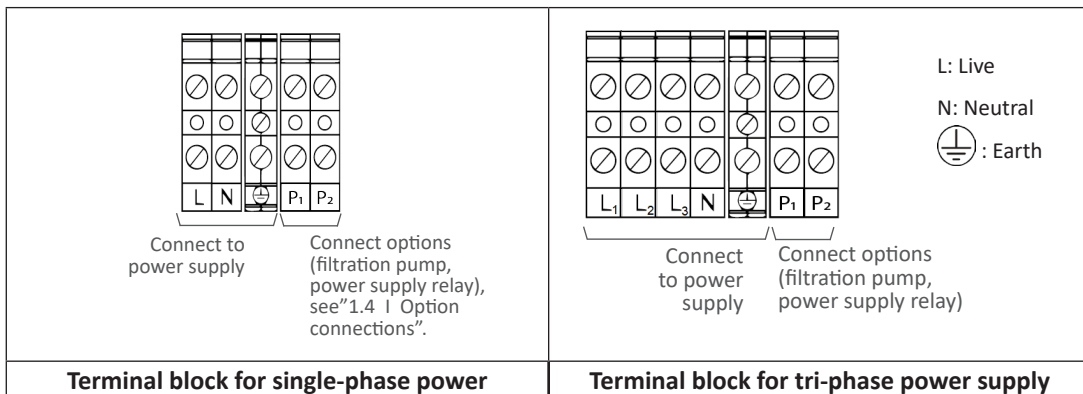 L N ⏚ P₁ P₂
Connect to
power supply
Connect options
(filtration pump,
power supply relay),
see"1.4 I Option
connections".
Terminal block for single-phase power
L₁ L₂ L₃ N ⏚ P₁ P₂
Connect
to power
supply
Connect options
(filtration pump,
power supply relay)
L: Live
N: Neutral
⏚ : Earth
Terminal block for tri-phase power supply